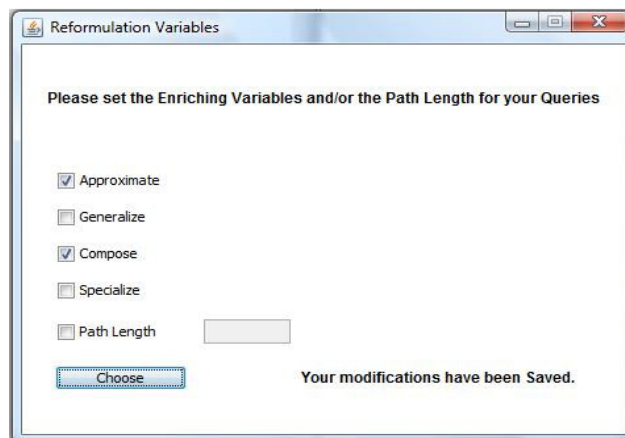 Reformulation Variables
Please set the Enriching Variables and/or the Path Length for your Queries
Approximate
Generalize
Compose
Specialize
Path Length
Choose
Your modifications have been Saved.